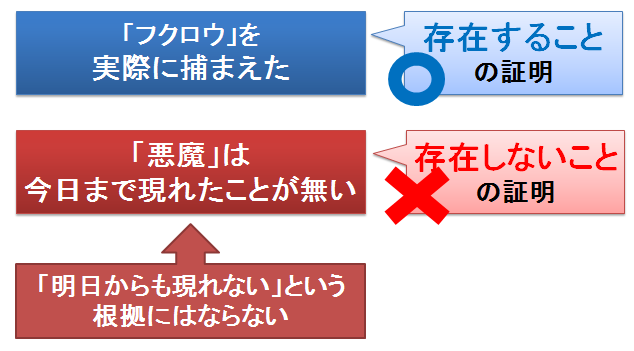 「フクロウ」を
実際に捕まえた
存在すること
の証明
「悪魔」は
今日まで現れたことが無い
存在しないこと
の証明
「明日からも現れない」という
根拠にはならない